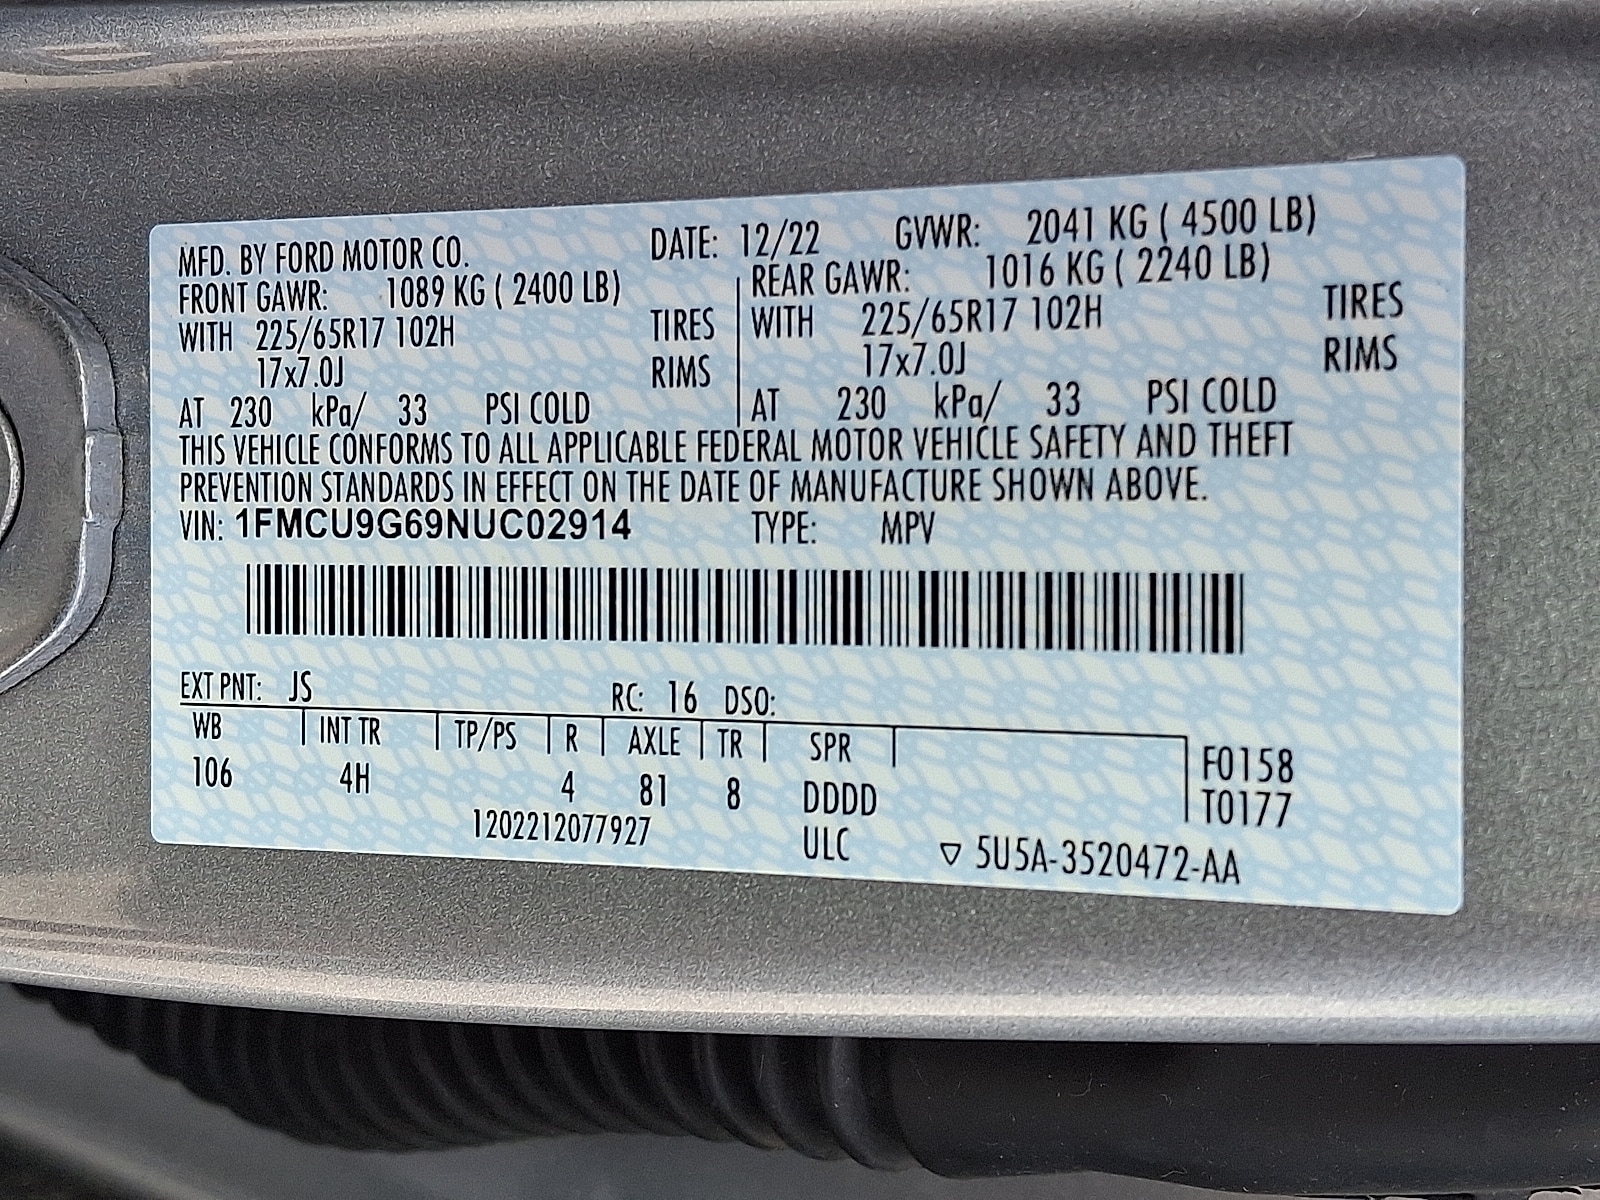 MFD. BY FORD MOTOR CO. DATE: 12/22 GVWR: 2041 KG ( 4500 LB)
FRONT GAWR: 1089 KG ( 2400 LB) REAR GAWR: 1016 KG ( 2240 LB)
WITH 225/65R17 102H TIRES WITH 225/65R17 102H TIRES
17x7.0J RIMS 17x7.0J RIMS
AT 230 kPa/ 33 PSI COLD AT 230 kPa/ 33 PSI COLD
THIS VEHICLE CONFORMS TO ALL APPLICABLE FEDERAL MOTOR VEHICLE SAFETY AND THEFT
PREVENTION STANDARDS IN EFFECT ON THE DATE OF MANUFACTURE SHOWN ABOVE.
VIN: 1FMCU9G69NUC02914 TYPE: MPV
EXT PNT: JS RC: 16 DSO:
WB INT TR TP/PS R AXLE TR SPR F0158
106 4H 4 81 8 DDDD T0177
1202212077927 ULC ▽ 5U5A-3520472-AA